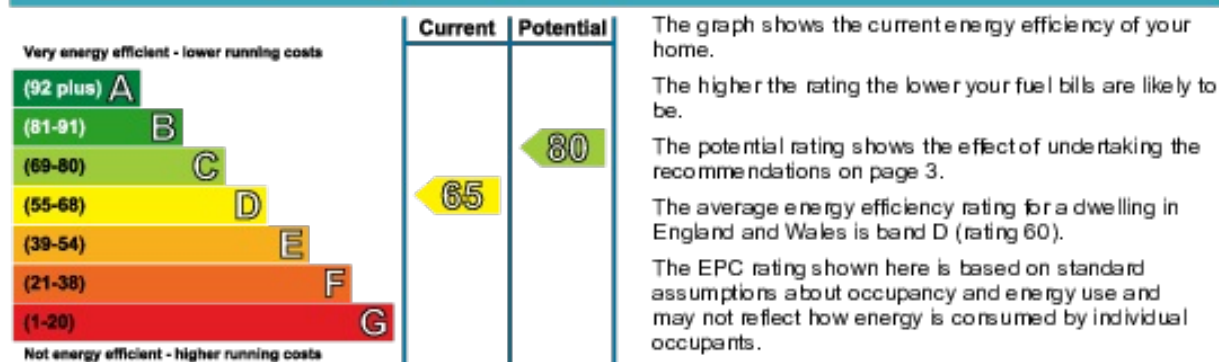 Current Potential
Very energy efficient - lower running costs
(92 plus) A
(81-91) B
(69-80) C
(55-68) D
(39-54) E
(21-38) F
(1-20) G
Not energy efficient - higher running costs
65
80
The graph shows the current energy efficiency of your
home.
The higher the rating the lower your fuel bills are likely to
be.
The potential rating shows the effect of undertaking the
recommendations on page 3.
The average energy efficiency rating for a dwelling in
England and Wales is band D (rating 60).
The EPC rating shown here is based on standard
assumptions about occupancy and energy use and
may not reflect how energy is consumed by individual
occupants.